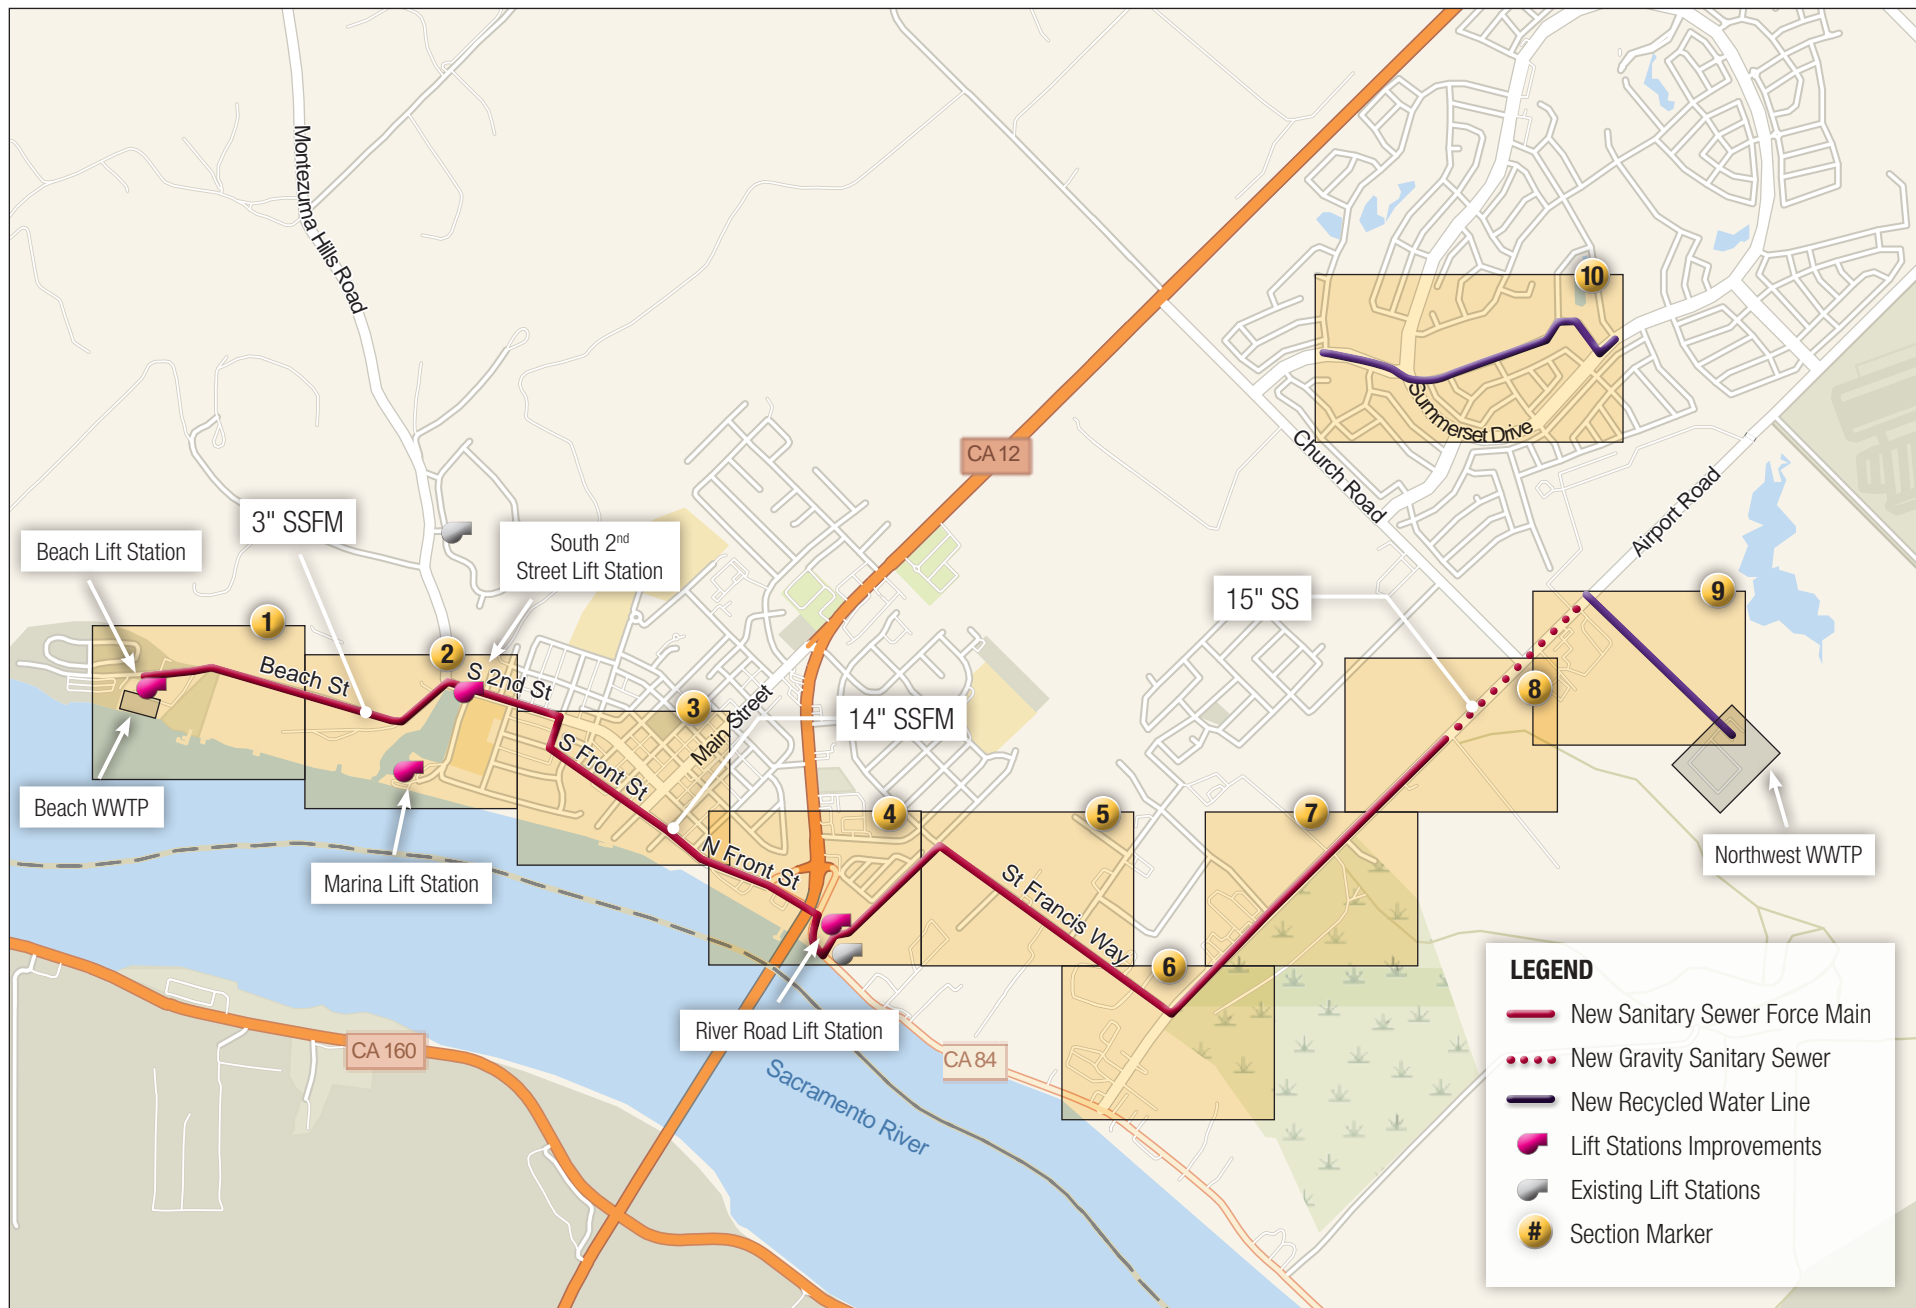 Montezuma Hills Road
10
Summerset Drive
CA 12
Church Road
Airport Road
3" SSFM
Beach Lift Station
South 2nd
Street Lift Station
15" SS
1
2
3
4
5
6
7
8
9
Beach St
S 2nd St
S Front St
Main Street
14" SSFM
N Front St
St Francis Way
Beach WWTP
Marina Lift Station
River Road Lift Station
Northwest WWTP
CA 160
CA 84
Sacramento River
LEGEND
New Sanitary Sewer Force Main
New Gravity Sanitary Sewer
New Recycled Water Line
Lift Stations Improvements
Existing Lift Stations
# Section Marker